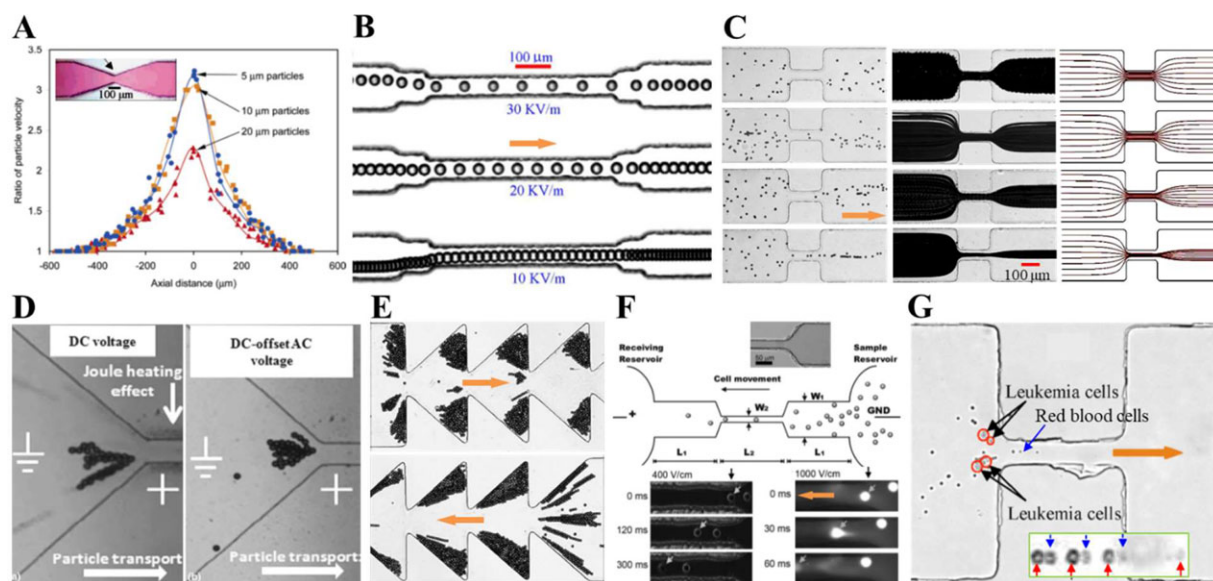 A
3.5
3
2.5
2
1.5
1
Ratio of particle velocity
100 μm
5 μm particles
10 μm particles
20 μm particles
-600 -400 -200 0 200 400 600
Axial distance (μm)
B
100 μm
30 KV/m
20 KV/m
10 KV/m
C
100 μm
D
DC voltage
Joule heating
effect
Particle transport
(a)
DC-offset AC
voltage
Particle transport
(b)
E
F
50 μm
Receiving
Reservoir
Cell movement
Sample
Reservoir
W₁
W₂
GND
+
L₁ L₂ L₁
400 V/cm
0 ms
120 ms
300 ms
1000 V/cm
0 ms
30 ms
60 ms
G
Leukemia cells
Red blood cells
Leukemia cells